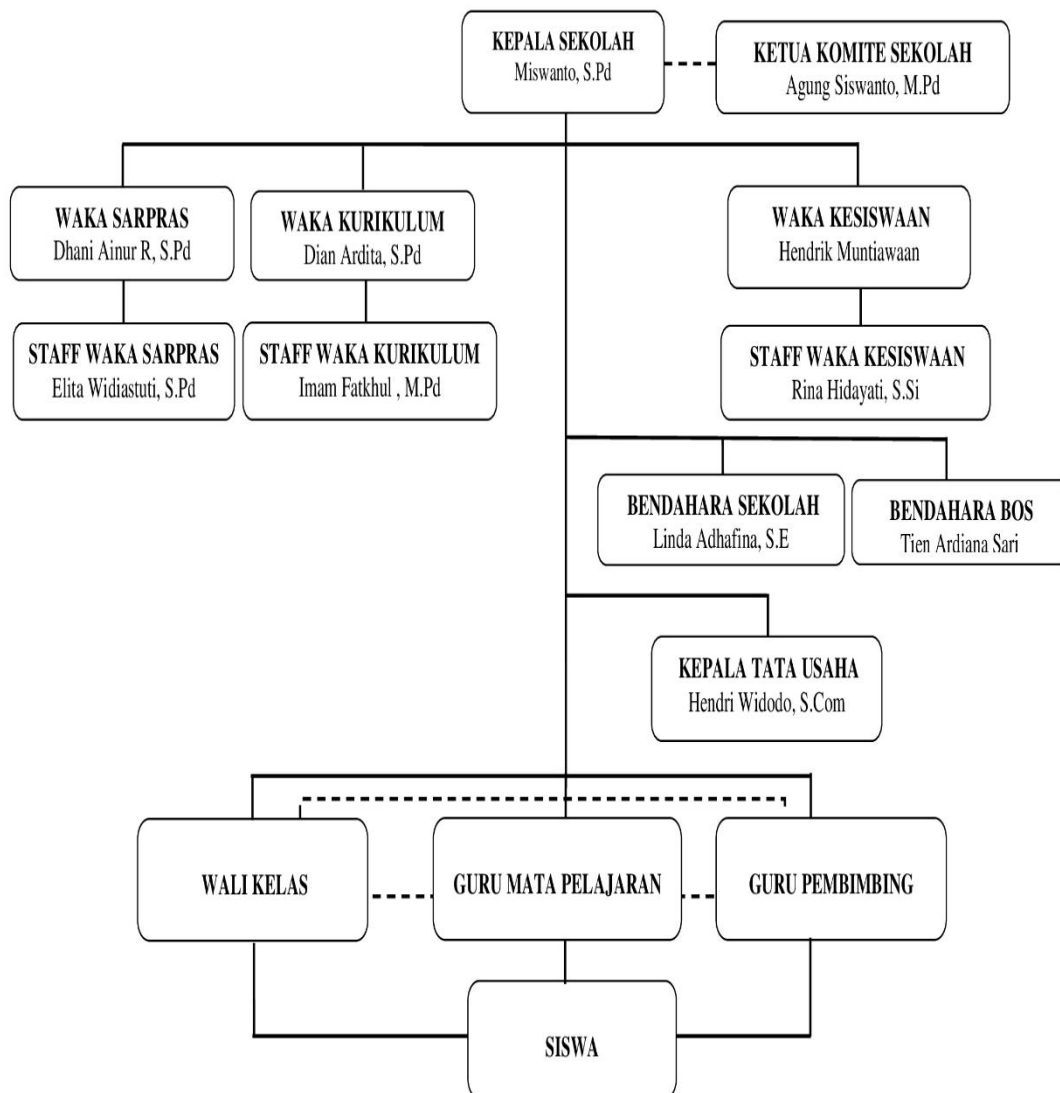 KEPALA SEKOLAH
Miswanto, S.Pd
KETUA KOMITE SEKOLAH
Agung Siswanto, M.Pd
WAKA SARPRAS
Dhani Ainur R, S.Pd
WAKA KURIKULUM
Dian Ardita, S.Pd
WAKA KESISWAAN
Hendrik Muntiawaan
STAFF WAKA SARPRAS
Elita Widiastuti, S.Pd
STAFF WAKA KURIKULUM
Imam Fatkhul , M.Pd
STAFF WAKA KESISWAAN
Rina Hidayati, S.Si
BENDAHARA SEKOLAH
Linda Adhafina, S.E
BENDAHARA BOS
Tien Ardiana Sari
KEPALA TATA USAHA
Hendri Widodo, S.Com
WALI KELAS
GURU MATA PELAJARAN
GURU PEMBIMBING
SISWA